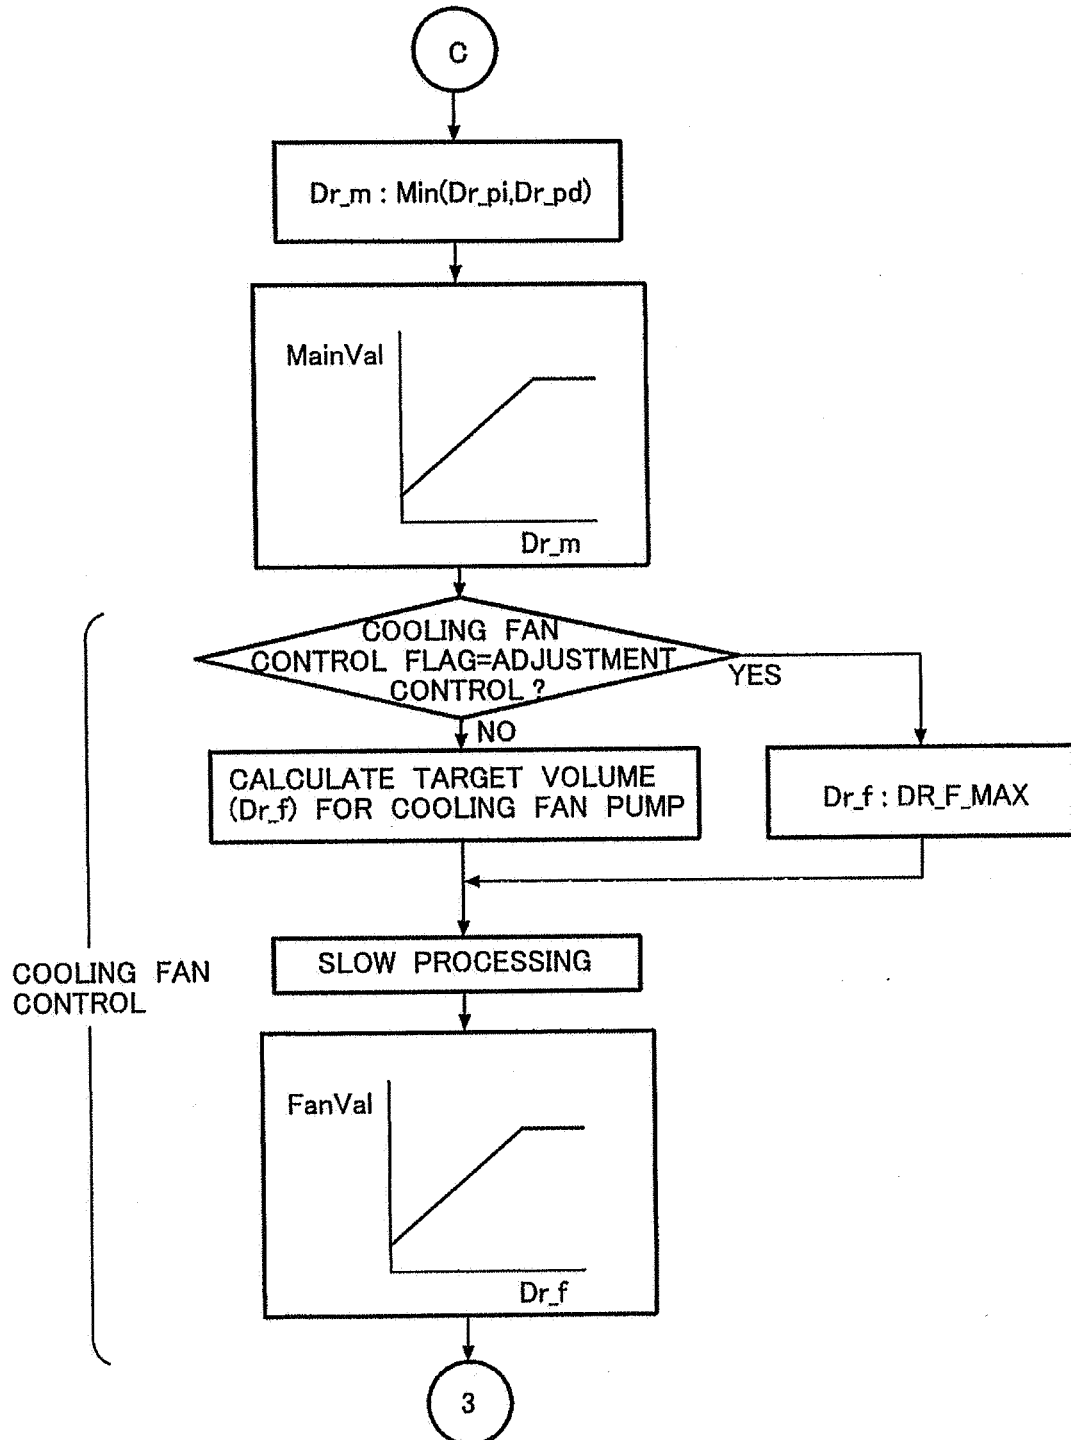 C
Dr_m : Min(Dr_pi,Dr_pd)
MainVal
Dr_m
COOLING FAN
CONTROL FLAG=ADJUSTMENT
CONTROL ?
YES
NO
CALCULATE TARGET VOLUME
(Dr_f) FOR COOLING FAN PUMP
Dr_f : DR_F_MAX
SLOW PROCESSING
COOLING FAN
CONTROL
FanVal
Dr_f
3